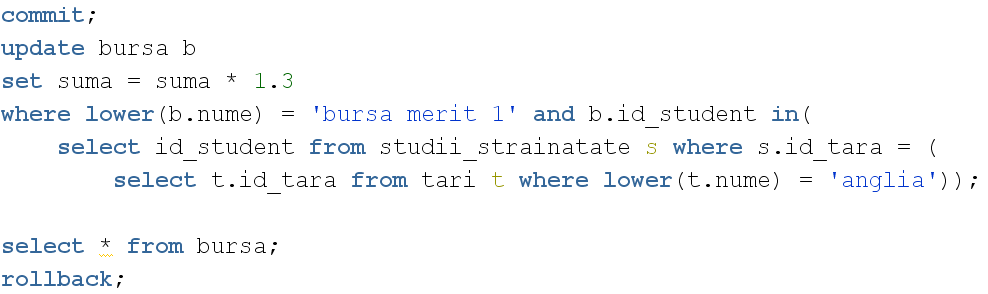 commit;
update bursa b
set suma = suma * 1.3
where lower(b.nume) = 'bursa merit 1' and b.id_student in(
    select id_student from studii_strainatate s where s.id_tara = (
        select t.id_tara from tari t where lower(t.nume) = 'anglia'));

select * from bursa;
rollback;